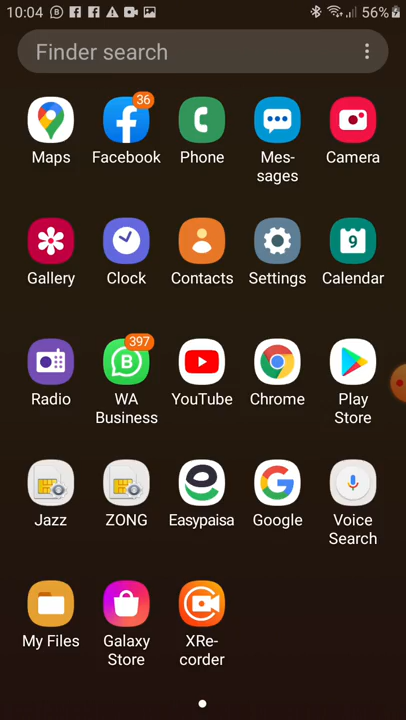 10:04 56%
Finder search
36
Maps Facebook Phone Mes-
sages Camera
9
Gallery Clock Contacts Settings Calendar
397
Radio WA
Business YouTube Chrome Play
Store
Jazz ZONG Easypaisa Google Voice
Search
My Files Galaxy
Store XRe-
corder